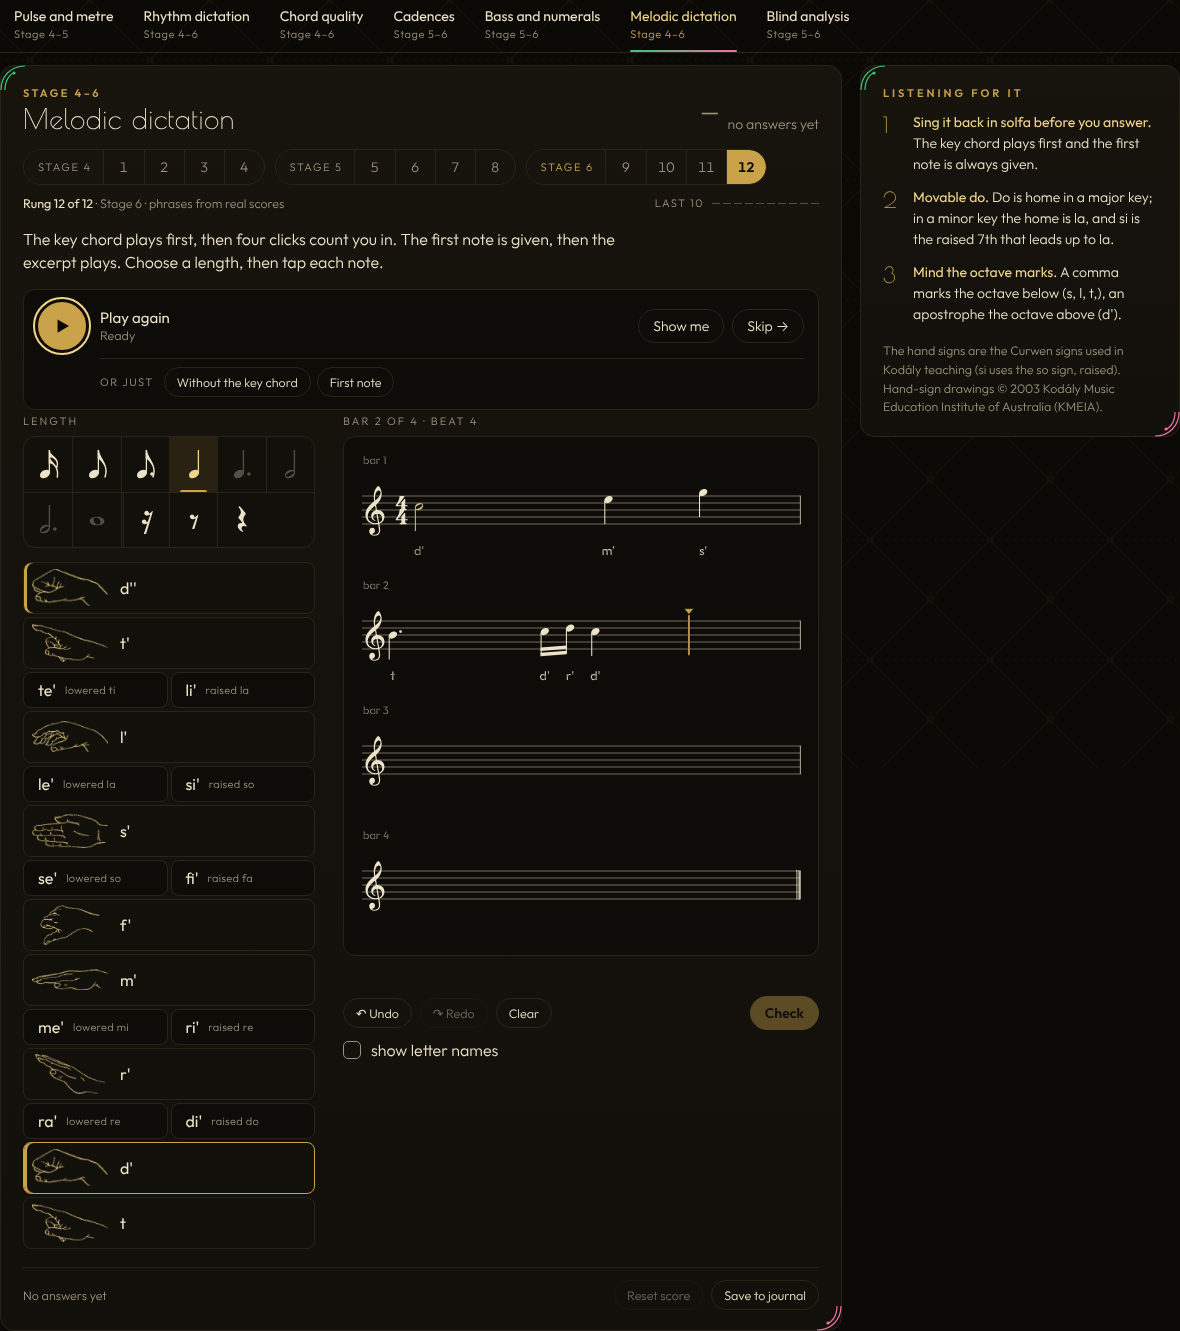 Pulse and metre
Stage 4–5
Rhythm dictation
Stage 4–6
Chord quality
Stage 4–6
Cadences
Stage 5–6
Bass and numerals
Stage 5–6
Melodic dictation
Stage 4–6
Blind analysis
Stage 5–6
STAGE 4–6
Melodic dictation
— no answers yet
STAGE 4 1 2 3 4 STAGE 5 5 6 7 8 STAGE 6 9 10 11 12
Rung 12 of 12 · Stage 6 · phrases from real scores
LAST 10
The key chord plays first, then four clicks count you in. The first note is given, then the
excerpt plays. Choose a length, then tap each note.
Play again
Ready
Show me
Skip →
OR JUST
Without the key chord
First note
LENGTH
d''
t'
te' lowered ti
li' raised la
l'
le' lowered la
si' raised so
s'
se' lowered so
fi' raised fa
f'
m'
me' lowered mi
ri' raised re
r'
ra' lowered re
di' raised do
d'
t
BAR 2 OF 4 · BEAT 4
bar 1
4
4
d' m' s'
bar 2
t d' r' d'
bar 3
bar 4
↶ Undo
↷ Redo
Clear
Check
show letter names
No answers yet
Reset score
Save to journal
LISTENING FOR IT
1 Sing it back in solfa before you answer.
The key chord plays first and the first
note is always given.
2 Movable do. Do is home in a major key;
in a minor key the home is la, and si is
the raised 7th that leads up to la.
3 Mind the octave marks. A comma
marks the octave below (s, l, t,), an
apostrophe the octave above (d').
The hand signs are the Curwen signs used in
Kodály teaching (si uses the so sign, raised).
Hand-sign drawings © 2003 Kodály Music
Education Institute of Australia (KMEIA).